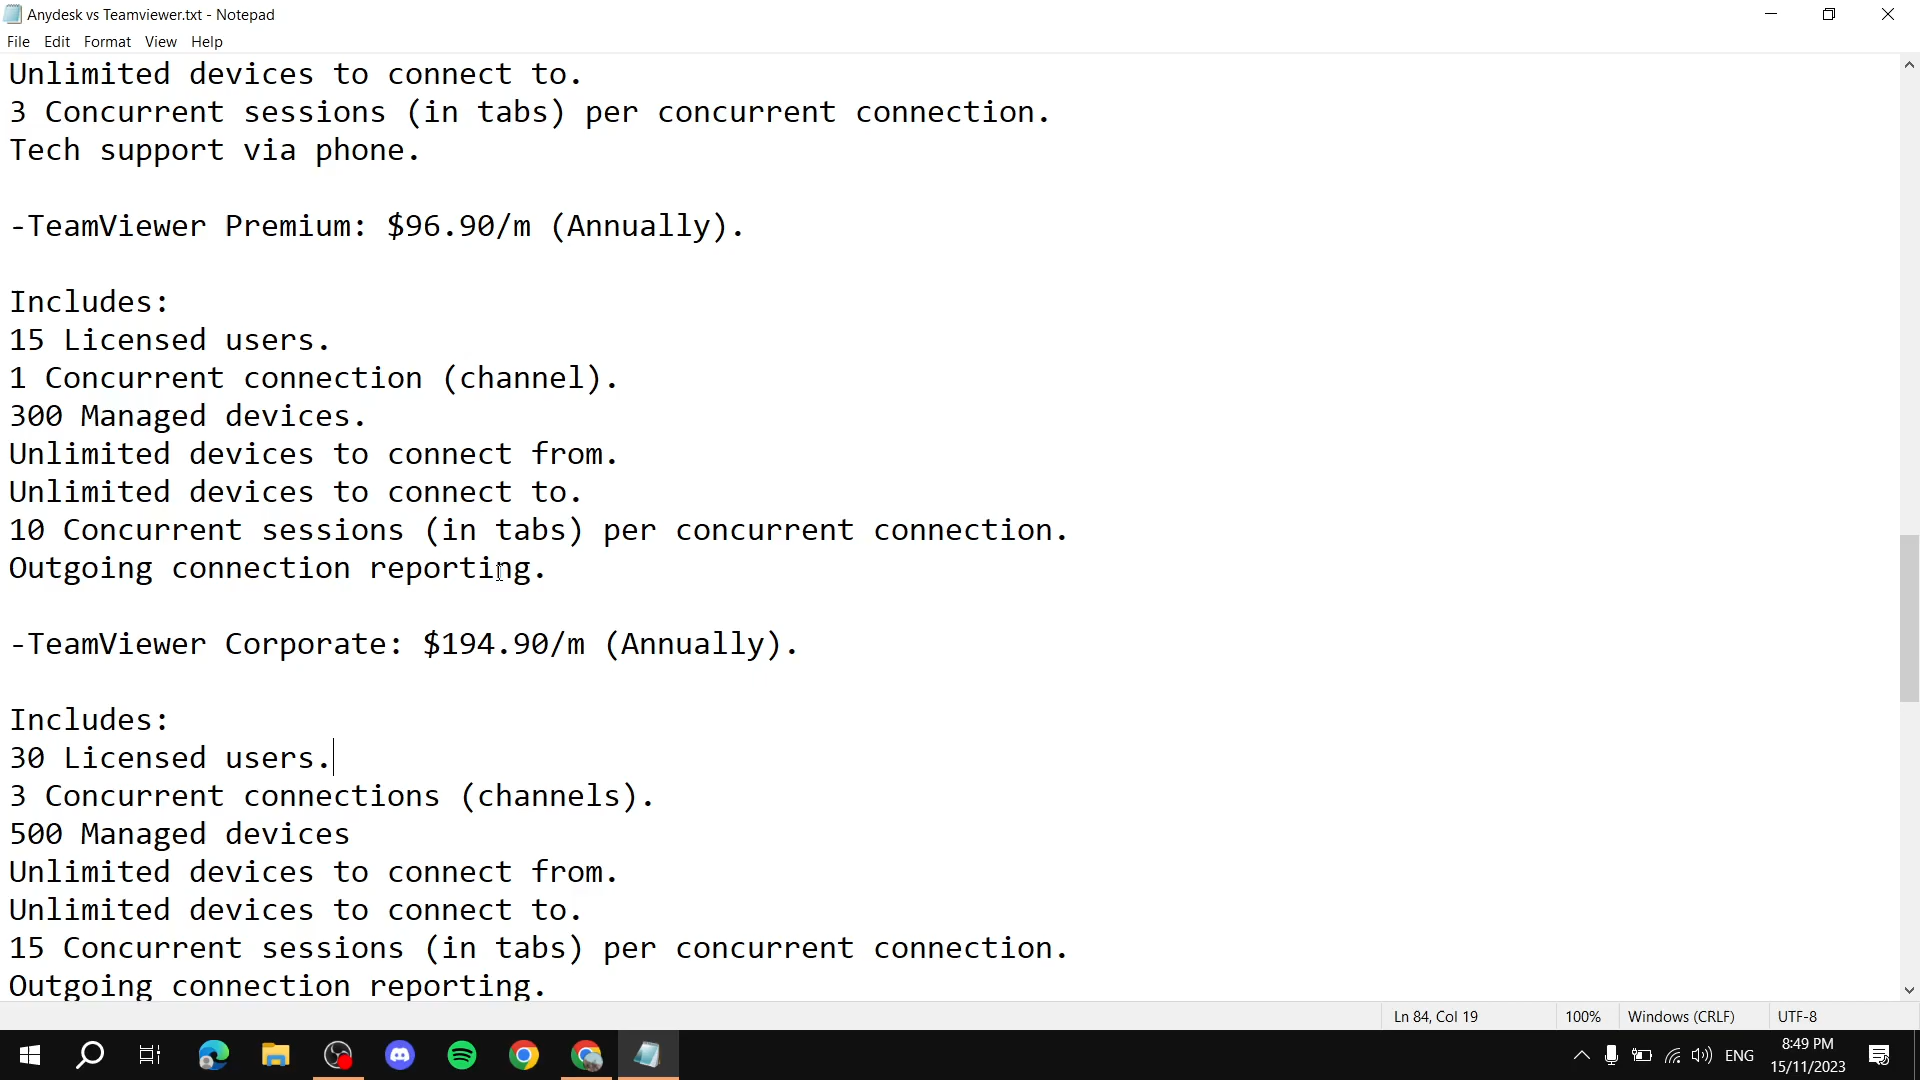 Anydesk vs Teamviewer.txt - Notepad
File Edit Format View Help
Unlimited devices to connect to.
3 Concurrent sessions (in tabs) per concurrent connection.
Tech support via phone.
-TeamViewer Premium: $96.90/m (Annually).
Includes:
15 Licensed users.
1 Concurrent connection (channel).
300 Managed devices.
Unlimited devices to connect from.
Unlimited devices to connect to.
10 Concurrent sessions (in tabs) per concurrent connection.
Outgoing connection reporting.
-TeamViewer Corporate: $194.90/m (Annually).
Includes:
30 Licensed users.
3 Concurrent connections (channels).
500 Managed devices
Unlimited devices to connect from.
Unlimited devices to connect to.
15 Concurrent sessions (in tabs) per concurrent connection.
Outgoing connection reporting.
Ln 84, Col 19 100% Windows (CRLF) UTF-8
ENG 8:49 PM
15/11/2023